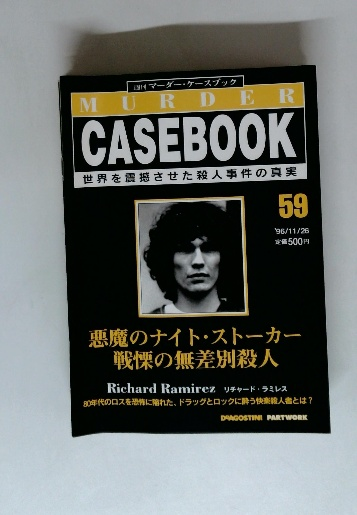 週刊 マーダー・ケースブック
MURDER
CASEBOOK
世界を震撼させた殺人事件の真実
59
'96/11/26
定価500円
悪魔のナイト・ストーカー
戦慄の無差別殺人
Richard Ramirez リチャード・ラミレス
80年代のロスを恐怖に陥れた、ドラッグとロックに酔う快楽殺人者とは？
DeAGOSTINI PARTWORK